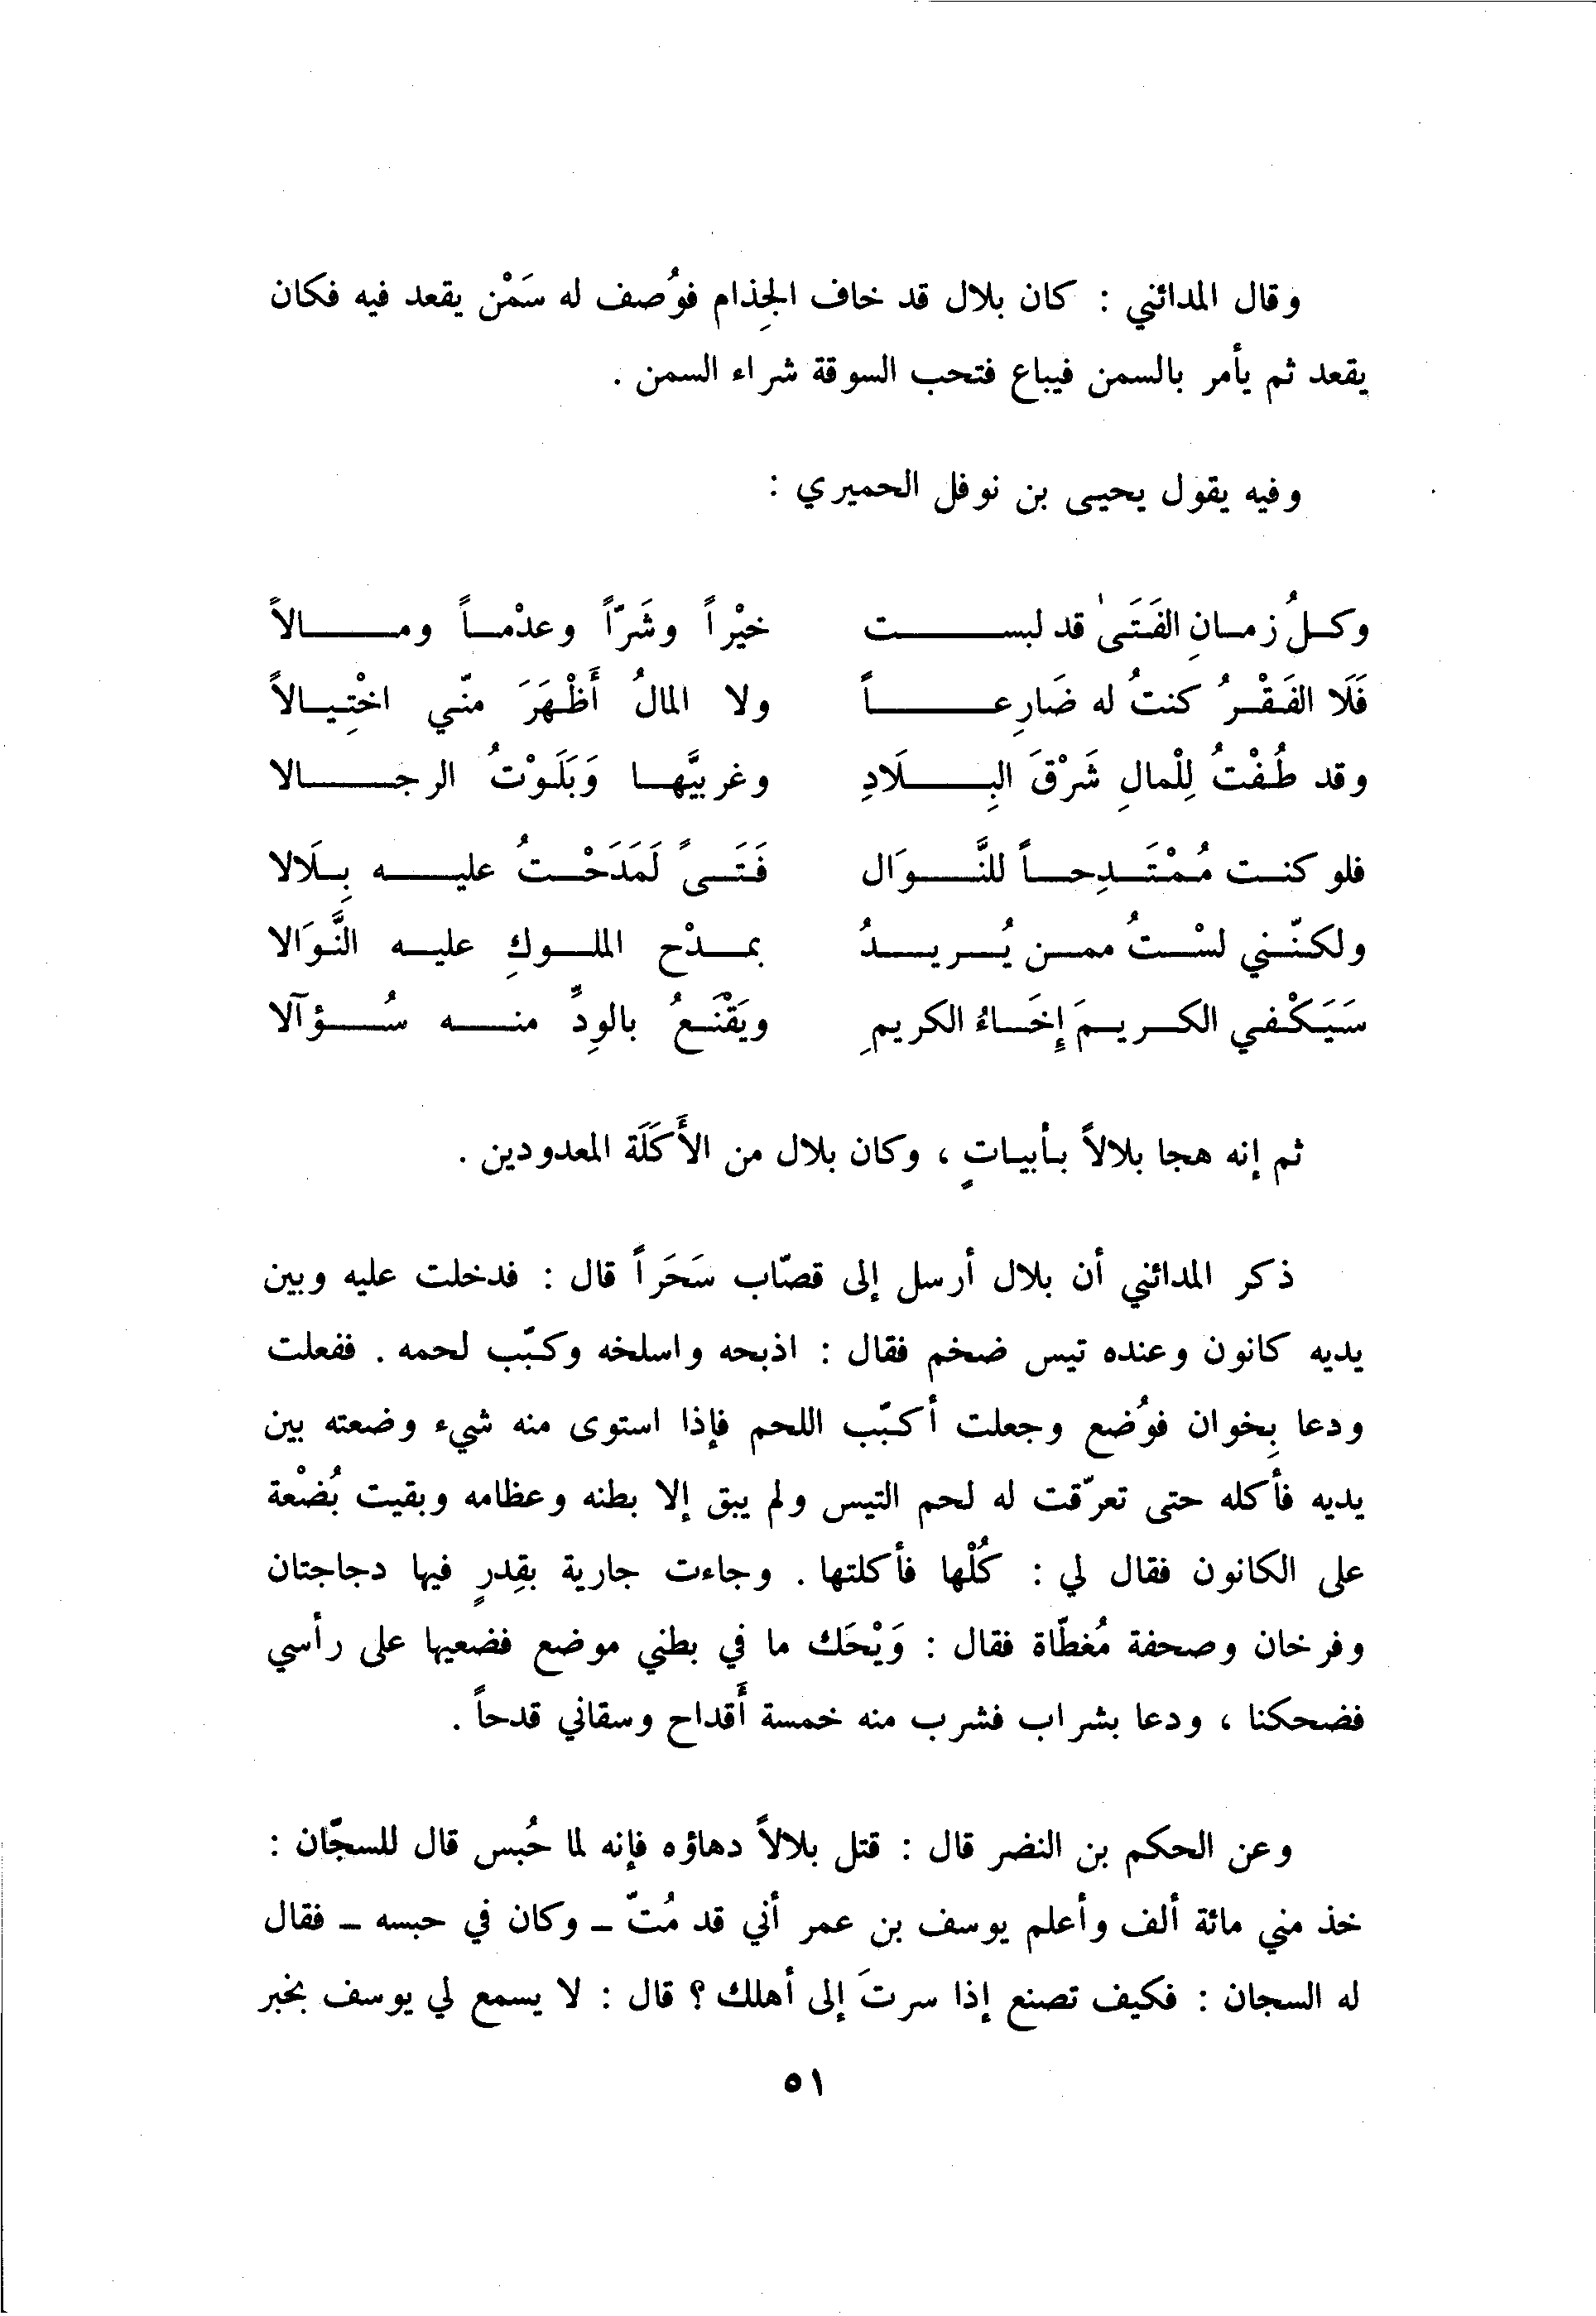 وقال المدائني : كان بلال قد خاف الجِذام فوُصف له سَمْن يقعد فيه فكان
يقعد ثم يأمر بالسمن فيباع فتحب السوقة شراء السمن .
وفيه يقول يحيى بن نوفل الحميري :
وكلُ زمانِ الفَتَىٰ قد لبست خيْراً وشَرّاً وعدْماً ومالاً
فَلَا الفَقْرُ كنتُ له ضَارِعاً ولا المالُ أَظْهَرَ منّي اخْتِيالاً
وقد طُفْتُ لِلْمالِ شَرْقَ البِلَادِ وغربيَّها وَبَلَوْتُ الرجالا
فلو كنت مُمْتَدِحاً للنَّوَال فَتَىً لَمَدَحْتُ عليه بِلَالا
ولكنّني لسْتُ ممن يُريدُ بمدْح الملوكِ عليه النَّوَالا
سَيَكْفي الكريمَ إِخَاءُ الكريمِ ويَقْنَعُ بالوِدِّ منه سُؤآلا
ثم إنه هجا بلالاً بأبياتٍ ، وكان بلال من الأَكَلَة المعدودين .
ذكر المدائني أن بلال أرسل إلى قصّاب سَحَراً قال : فدخلت عليه وبين
يديه كانون وعنده تيس ضخم فقال : اذبحه واسلخه وكبّب لحمه . ففعلت
ودعا بِخوان فوُضع وجعلت أكبّب اللحم فإذا استوى منه شيء وضعته بين
يديه فأكله حتى تعرّقت له لحم التيس ولم يبق إلا بطنه وعظامه وبقيت بُضْعة
على الكانون فقال لي : كُلْها فأكلتها . وجاءت جارية بقِدرٍ فيها دجاجتان
وفرخان وصحفة مُغطّاة فقال : وَيْحَك ما في بطني موضع فضعيها على رأسي
فضحكنا ، ودعا بشراب فشرب منه خمسة أَقداح وسقاني قدحاً .
وعن الحكم بن النضر قال : قتل بلالاً دهاؤه فإنه لما حُبس قال للسجّان :
خذ مني مائة ألف وأعلم يوسف بن عمر أني قد مُتّ - وكان في حبسه - فقال
له السجان : فكيف تصنع إذا سرتَ إلى أهلك ؟ قال : لا يسمع لي يوسف بخبر
٥١